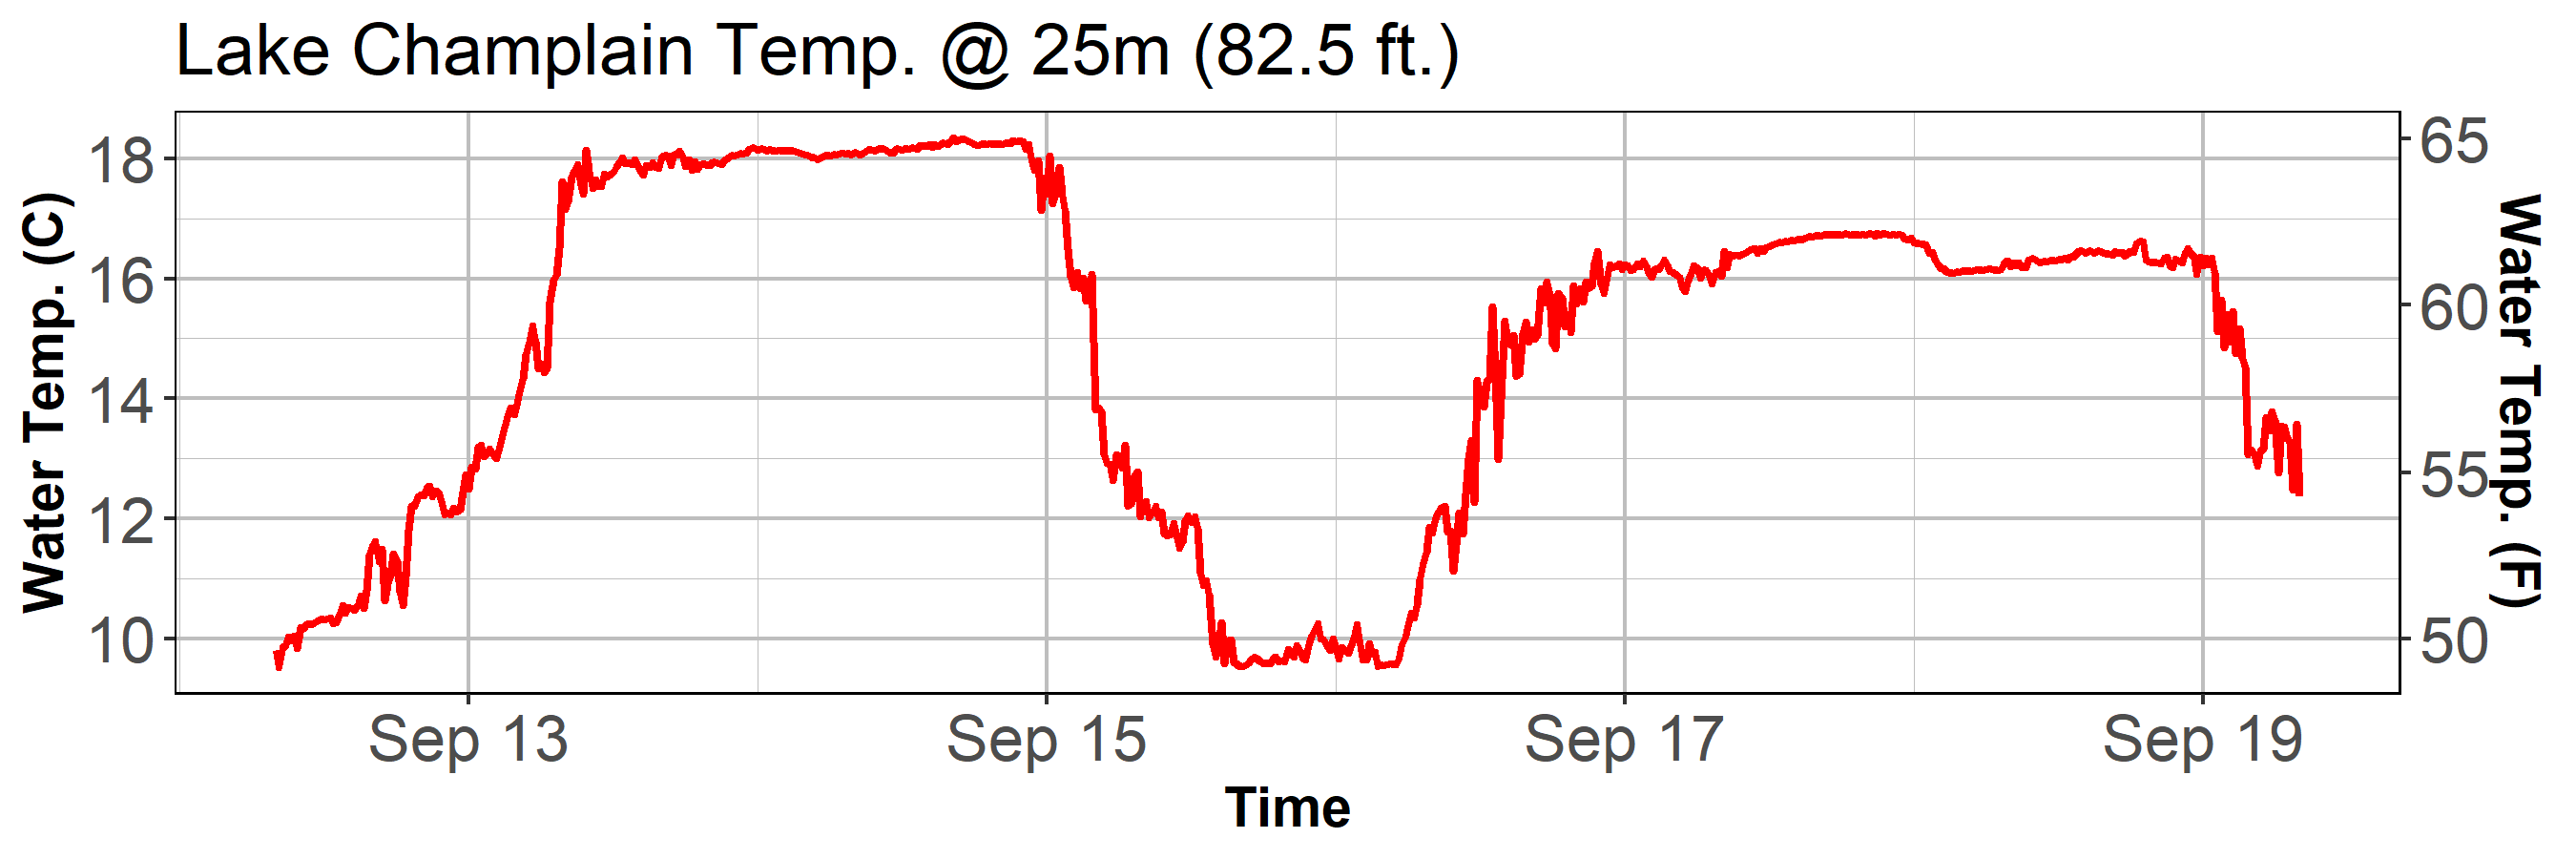 Lake Champlain Temp. @ 25m (82.5 ft.)
Water Temp. (C)
18
16
14
12
10
65
60
55
50
Water Temp. (F)
Sep 13 Sep 15 Sep 17 Sep 19
Time